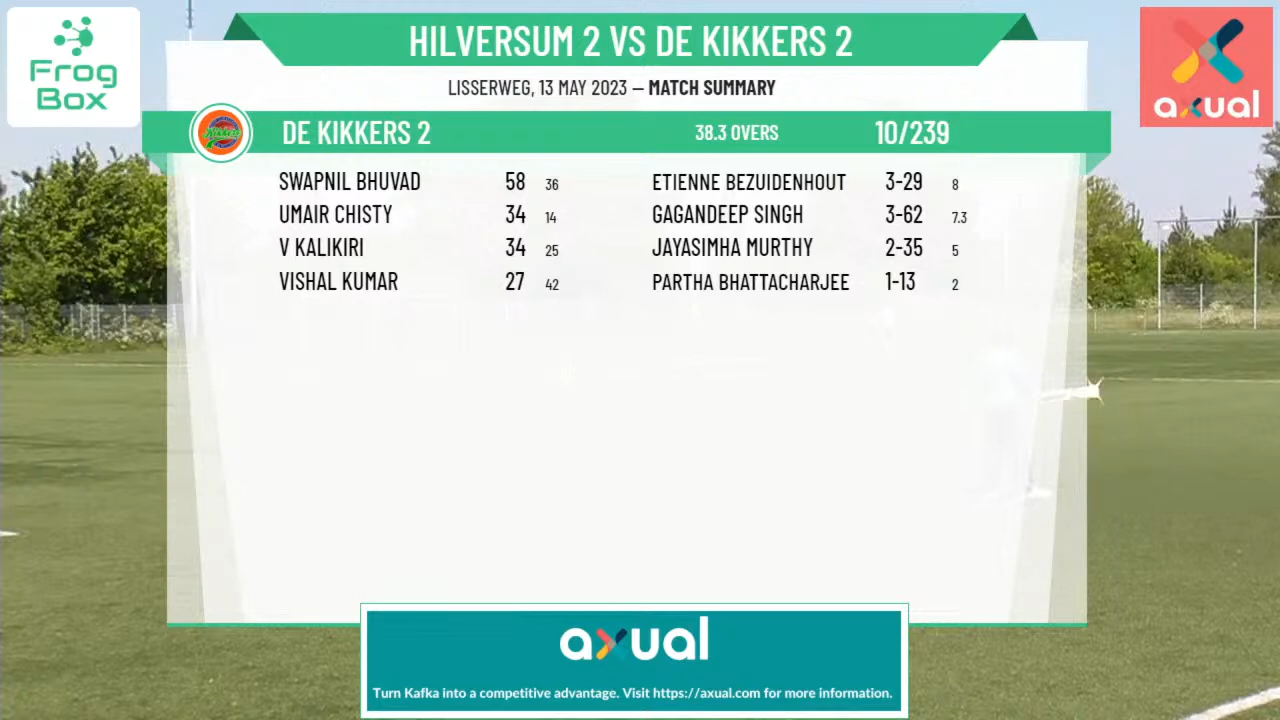 Frog
Box
HILVERSUM 2 VS DE KIKKERS 2
axual
LISSERWEG, 13 MAY 2023 – MATCH SUMMARY
DE KIKKERS 2 38.3 OVERS 10/239
SWAPNIL BHUVAD 58 36 ETIENNE BEZUIDENHOUT 3-29 8
UMAIR CHISTY 34 14 GAGANDEEP SINGH 3-62 7.3
V KALIKIRI 34 25 JAYASIMHA MURTHY 2-35 5
VISHAL KUMAR 27 42 PARTHA BHATTACHARJEE 1-13 2
axual
Turn Kafka into a competitive advantage. Visit https://axual.com for more information.